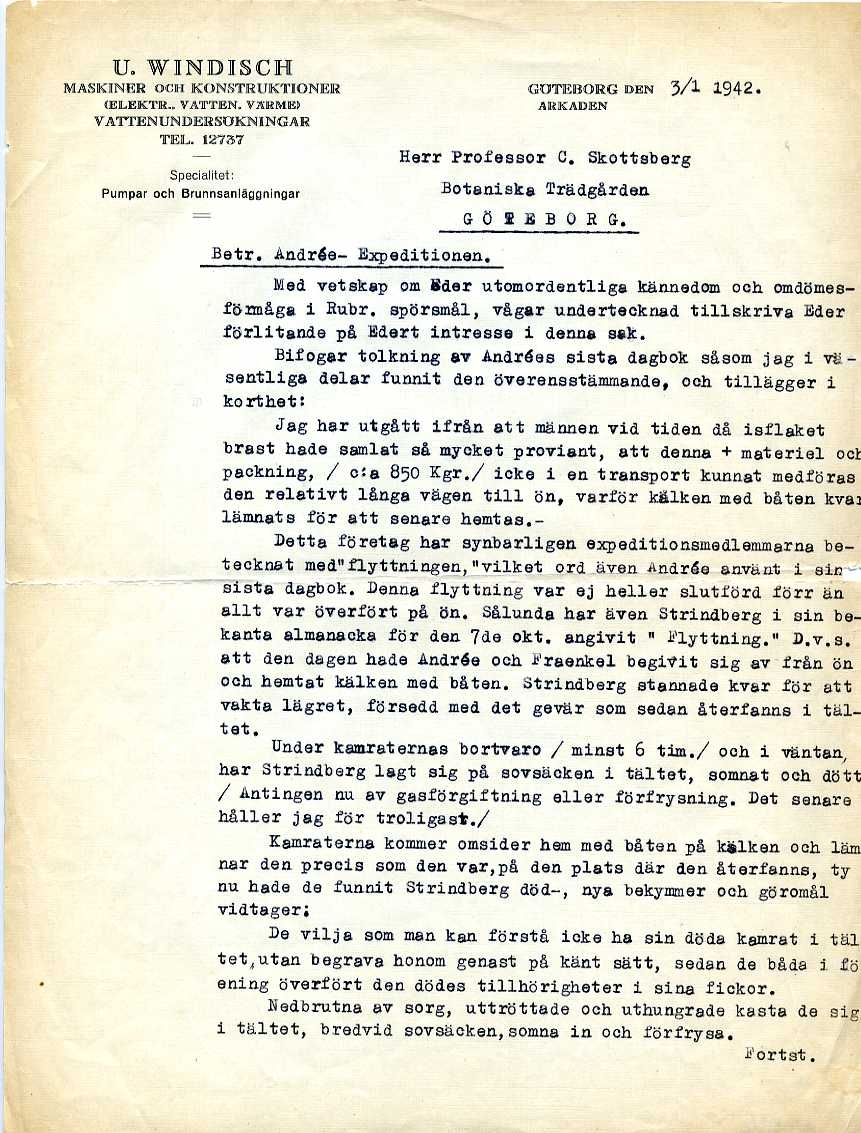 U. WINDISCH
MASKINER OCH KONSTRUKTIONER
(ELEKTR., VATTEN, VÄRME)
VATTENUNDERSÖKNINGAR
TEL. 12737
Specialitet:
Pumpar och Brunnsanläggningar
GÖTEBORG DEN 3/1 1942.
ARKADEN
Herr Professor C. Skottsberg
Botaniska Trädgården
GÖTEBORG.
Betr. Andrée- Expeditionen.
Med vetskap om Eder utomordentliga kännedom och omdömes-
förmåga i Rubr. spörsmål, vågar undertecknad tillskriva Eder
förlitande på Edert intresse i denna sak.
Bifogar tolkning av Andrées sista dagbok såsom jag i vä-
sentliga delar funnit den överensstämmande, och tillägger i
korthet:
Jag har utgått ifrån att männen vid tiden då isflaket
brast hade samlat så mycket proviant, att denna + materiel och
packning, / c:a 850 Kgr./ icke i en transport kunnat medföras
den relativt långa vägen till ön, varför kälken med båten kvar
lämnats för att senare hemtas.-
Detta företag har synbarligen expeditionsmedlemmarna be-
tecknat med"flyttningen,"vilket ord även Andrée använt i sin
sista dagbok. Denna flyttning var ej heller slutförd förr än
allt var överfört på ön. Sålunda har även Strindberg i sin be-
kanta almanacka för den 7de okt. angivit " Flyttning." D.v.s.
att den dagen hade Andrée och Fraenkel begivit sig av från ön
och hemtat kälken med båten. Strindberg stannade kvar för att
vakta lägret, försedd med det gevär som sedan återfanns i täl-
tet.
Under kamraternas bortvaro / minst 6 tim./ och i väntan,
har Strindberg lagt sig på sovsäcken i tältet, somnat och dött
/ Antingen nu av gasförgiftning eller förfrysning. Det senare
håller jag för troligast./
Kamraterna kommer omsider hem med båten på kälken och läm
nar den precis som den var,på den plats där den återfanns, ty
nu hade de funnit Strindberg död-, nya bekymmer och göromål
vidtager:
De vilja som man kan förstå icke ha sin döda kamrat i täl
tet,utan begrava honom genast på känt sätt, sedan de båda i fö
ening överfört den dödes tillhörigheter i sina fickor.
Nedbrutna av sorg, uttröttade och uthungrade kasta de sig
i tältet, bredvid sovsäcken,somna in och förfrysa.
Fortst.